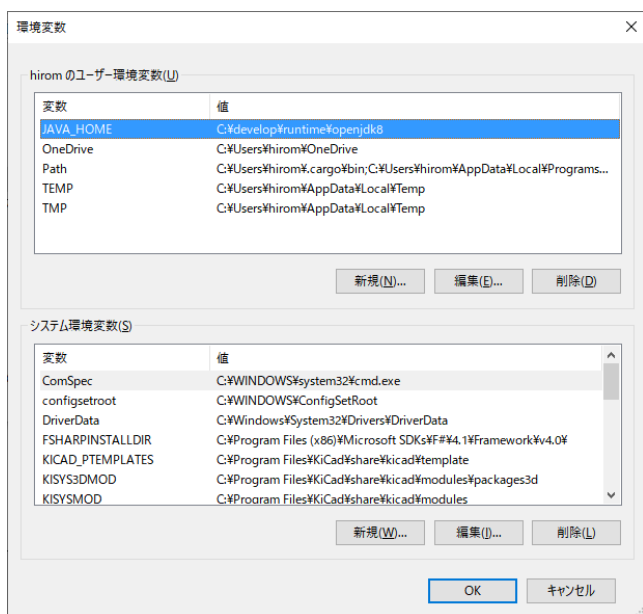 環境変数
hirom のユーザー環境変数(U)
変数 値
JAVA_HOME C:¥develop¥runtime¥openjdk8
OneDrive C:¥Users¥hirom¥OneDrive
Path C:¥Users¥hirom¥.cargo¥bin;C:¥Users¥hirom¥AppData¥Local¥Programs...
TEMP C:¥Users¥hirom¥AppData¥Local¥Temp
TMP C:¥Users¥hirom¥AppData¥Local¥Temp
新規(N)... 編集(E)... 削除(D)
システム環境変数(S)
変数 値
ComSpec C:¥WINDOWS¥system32¥cmd.exe
configsetroot C:¥WINDOWS¥ConfigSetRoot
DriverData C:¥Windows¥System32¥Drivers¥DriverData
FSHARPINSTALLDIR C:¥Program Files (x86)¥Microsoft SDKs¥F#¥4.1¥Framework¥v4.0¥
KICAD_PTEMPLATES C:¥Program Files¥KiCad¥share¥kicad¥template
KISYS3DMOD C:¥Program Files¥KiCad¥share¥kicad¥modules¥packages3d
KISYSMOD C:¥Program Files¥KiCad¥share¥kicad¥modules
新規(W)... 編集(I)... 削除(L)
OK キャンセル